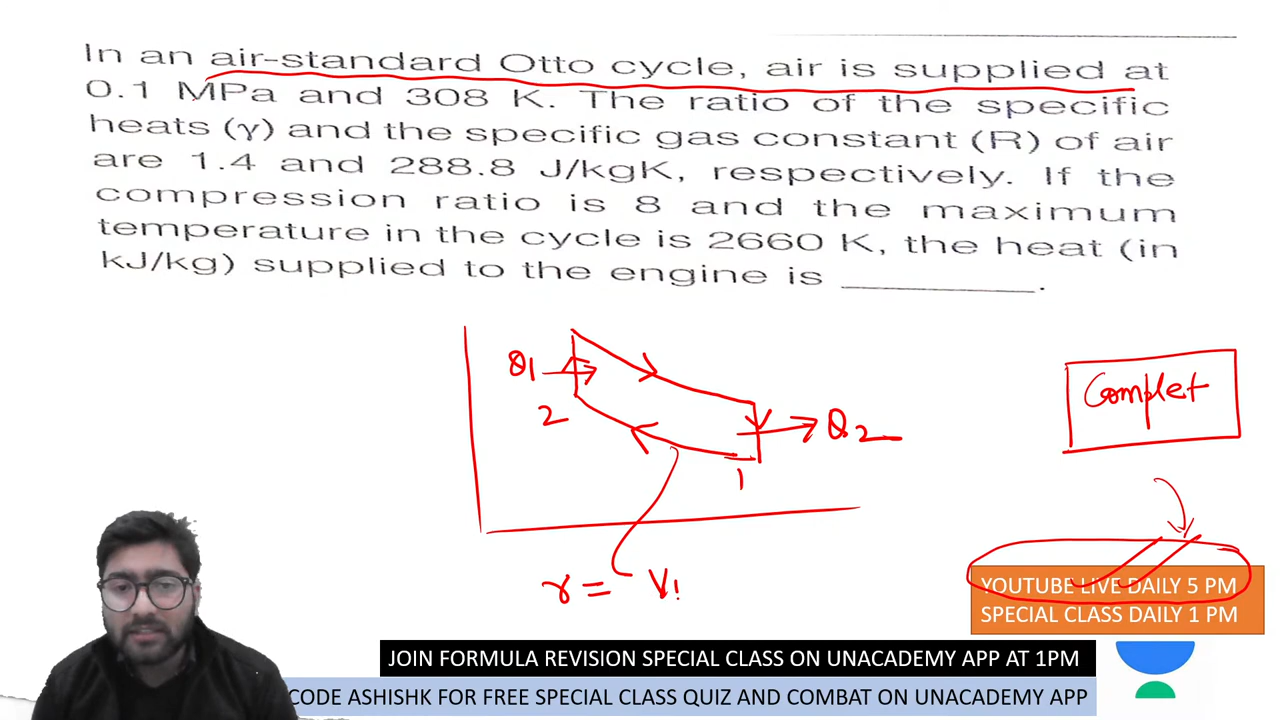 In an air-standard Otto cycle, air is supplied at
0.1 MPa and 308 K. The ratio of the specific
heats (γ) and the specific gas constant (R) of air
are 1.4 and 288.8 J/kgK, respectively. If the
compression ratio is 8 and the maximum
temperature in the cycle is 2660 K, the heat (in
kJ/kg) supplied to the engine is ________.
Q1
2
Q2
1
Complet
r = V1
YOUTUBE LIVE DAILY 5 PM
SPECIAL CLASS DAILY 1 PM
JOIN FORMULA REVISION SPECIAL CLASS ON UNACADEMY APP AT 1PM
CODE ASHISHK FOR FREE SPECIAL CLASS QUIZ AND COMBAT ON UNACADEMY APP